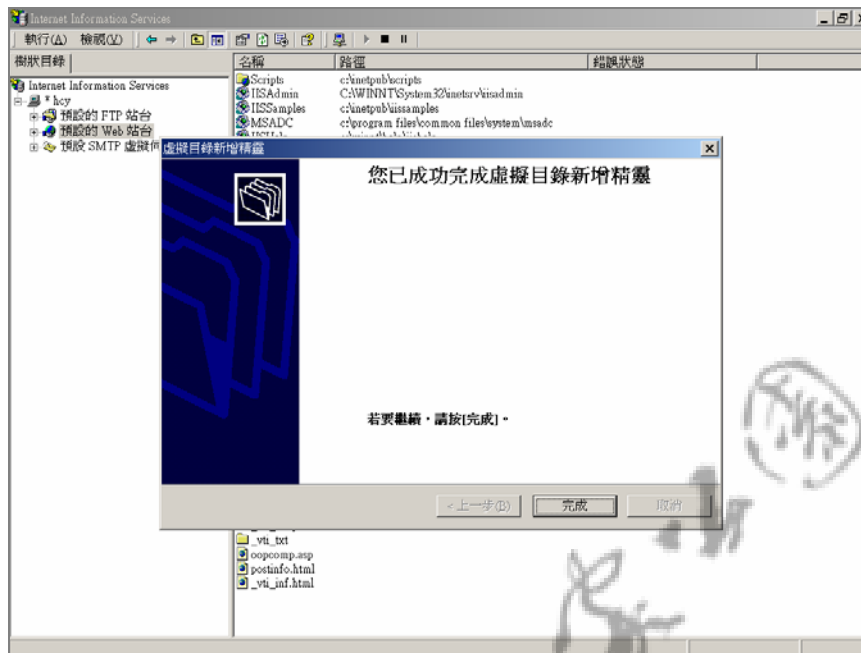 Internet Information Services
執行(A) 檢視(V)
樹狀目錄
名稱 路徑 錯誤狀態
Internet Information Services
* hcy
預設的 FTP 站台
預設的 Web 站台
預設 SMTP 虛擬伺
Scripts c:\inetpub\scripts
IISAdmin C:\WINNT\System32\inetsrv\iisadmin
IISSamples c:\inetpub\iissamples
MSADC c:\program files\common files\system\msadc
虛擬目錄新增精靈
您已成功完成虛擬目錄新增精靈
若要繼續，請按[完成]。
<上一步(B) 完成 取消
_vti_txt
oopcomp.asp
postinfo.html
_vti_inf.html